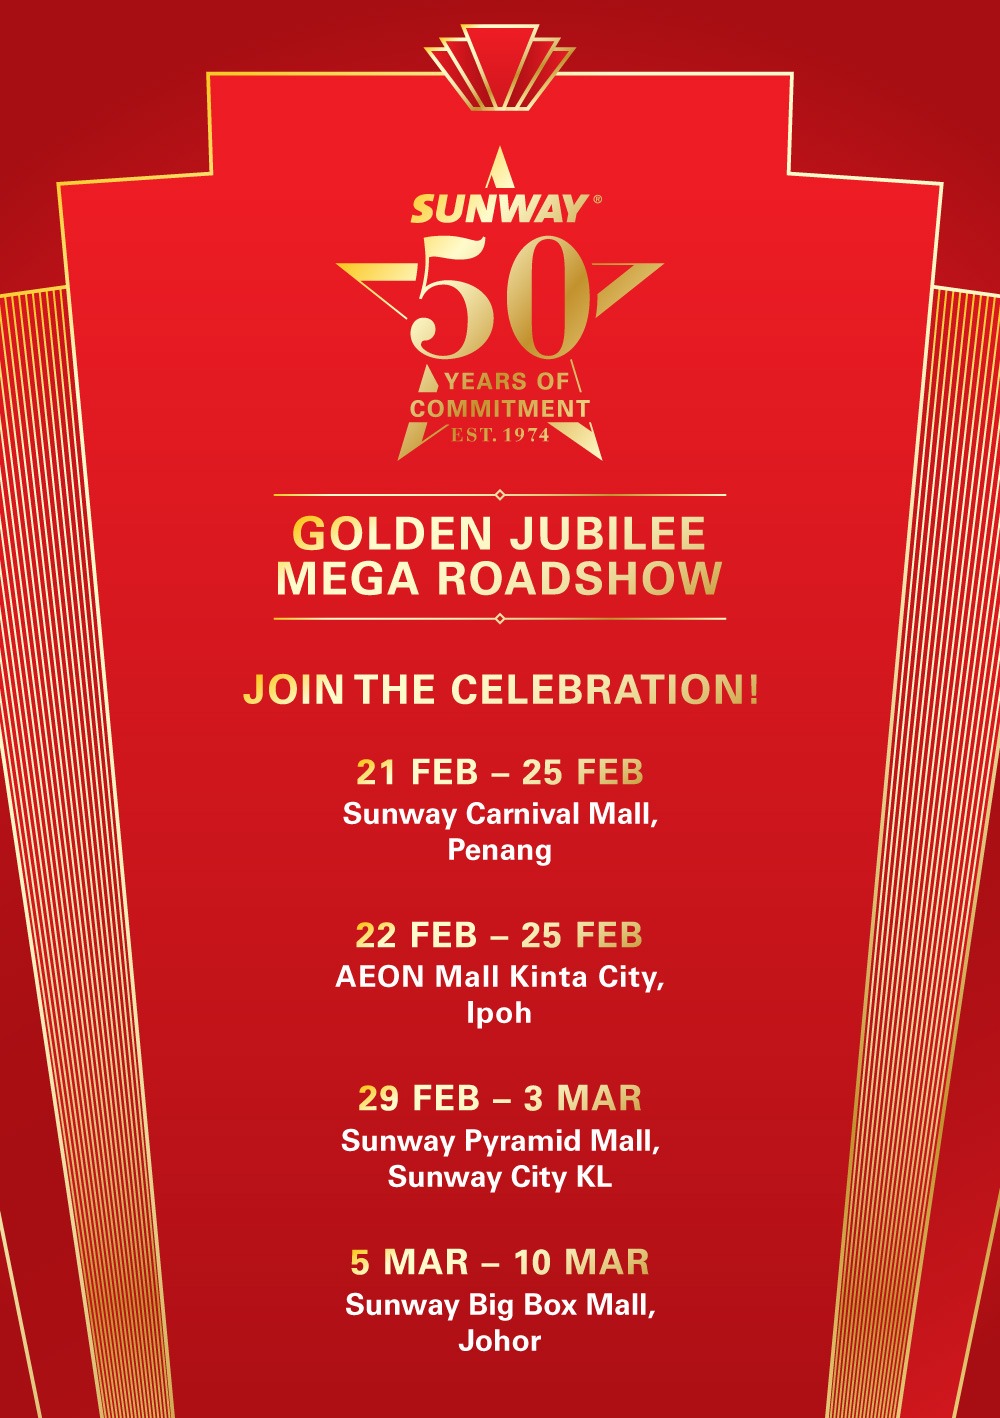 SUNWAY®
50
YEARS OF
COMMITMENT
EST. 1974
GOLDEN JUBILEE
MEGA ROADSHOW
JOIN THE CELEBRATION!
21 FEB – 25 FEB
Sunway Carnival Mall,
Penang
22 FEB – 25 FEB
AEON Mall Kinta City,
Ipoh
29 FEB – 3 MAR
Sunway Pyramid Mall,
Sunway City KL
5 MAR – 10 MAR
Sunway Big Box Mall,
Johor